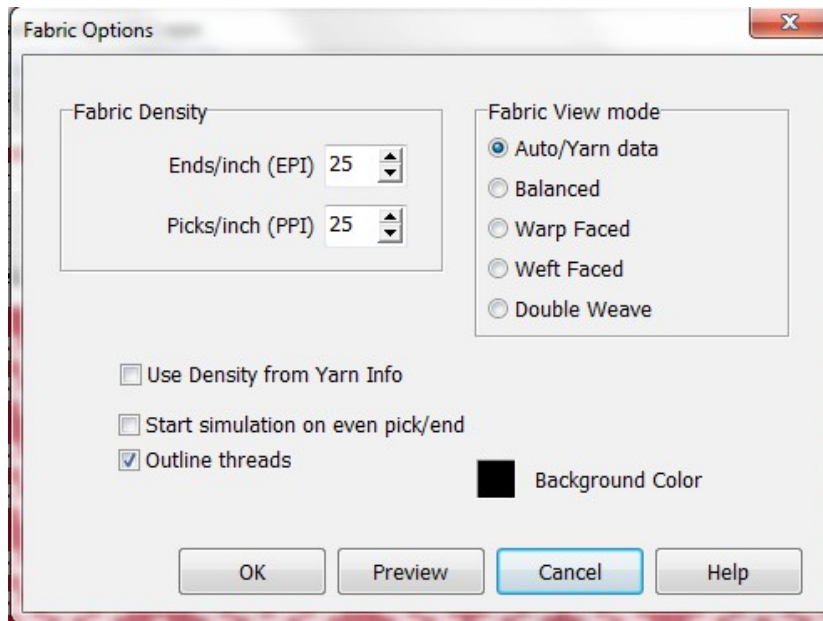 Fabric Options
Fabric Density
Ends/inch (EPI) 25
Picks/inch (PPI) 25
Fabric View mode
Auto/Yarn data
Balanced
Warp Faced
Weft Faced
Double Weave
Use Density from Yarn Info
Start simulation on even pick/end
Outline threads
Background Color
OK
Preview
Cancel
Help